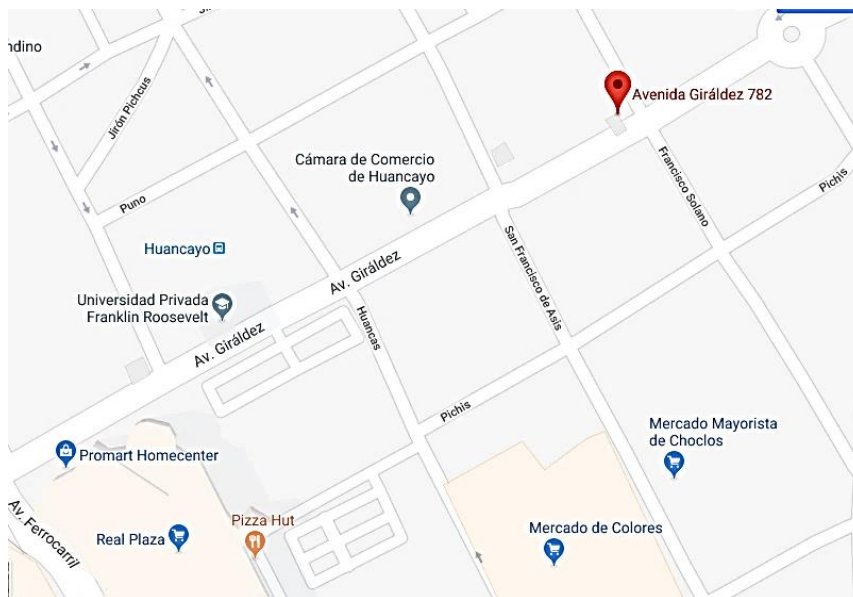 ndino
Jirón
Jirón Pichcus
Avenida Giráldez 782
Cámara de Comercio
de Huancayo
Puno
Francisco Solano
Pichis
Huancayo
San Francisco de Asis
Av. Giráldez
Universidad Privada
Franklin Roosevelt
Huancas
Av. Giráldez
Pichis
Mercado Mayorista
de Choclos
Promart Homecenter
Av. Ferrocarril
Pizza Hut
Real Plaza
Mercado de Colores